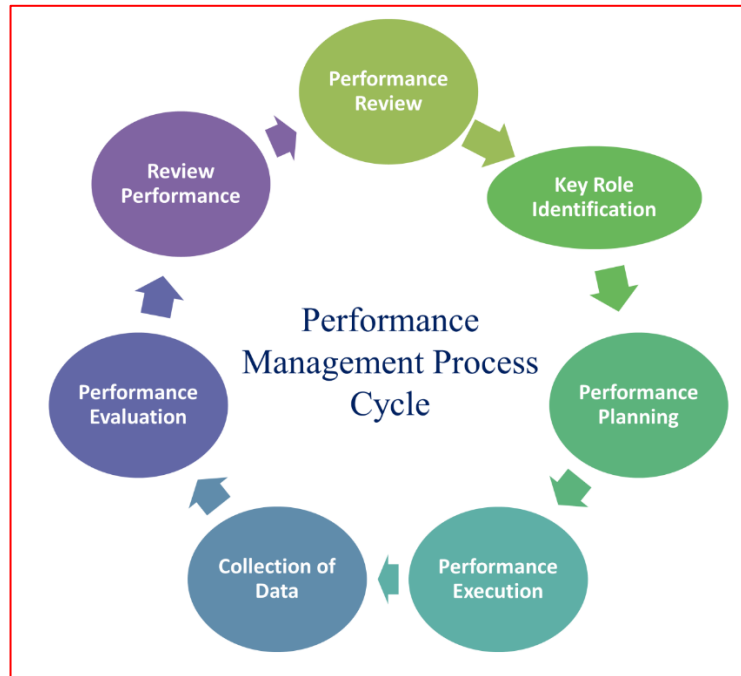 Performance
Review
Key Role
Identification
Performance
Planning
Performance
Execution
Collection of
Data
Performance
Evaluation
Review
Performance
Performance
Management Process
Cycle